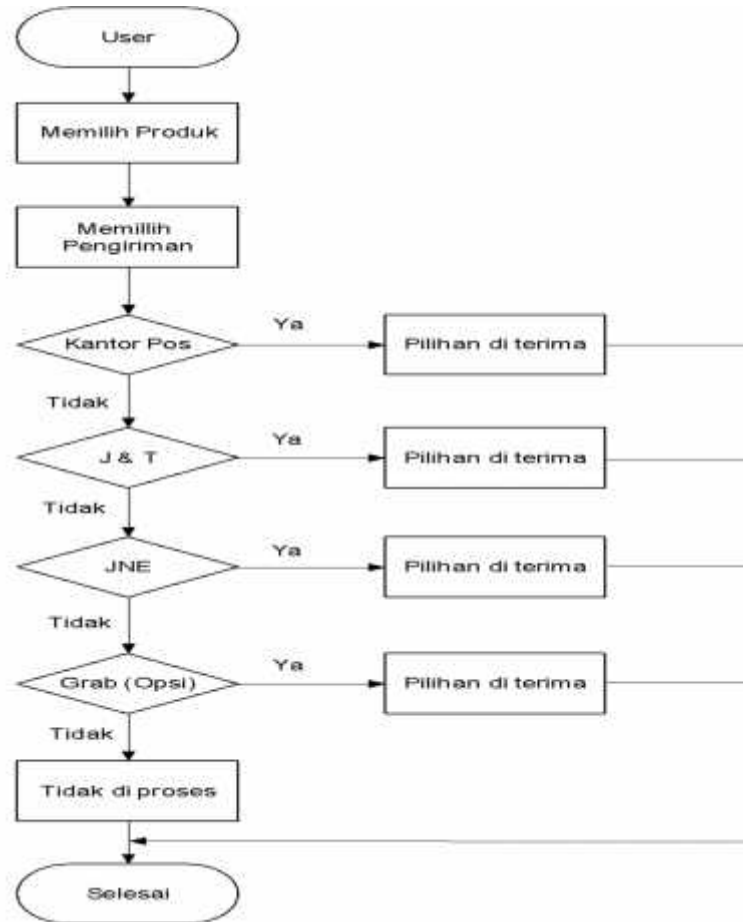 User
Memilih Produk
Memillih
Pengiriman
Kantor Pos
Ya
Pilihan di terima
Tidak
J & T
Ya
Pilihan di terima
Tidak
JNE
Ya
Pilihan di terima
Tidak
Grab (Opsi)
Ya
Pilihan di terima
Tidak
Tidak di proses
Selesai